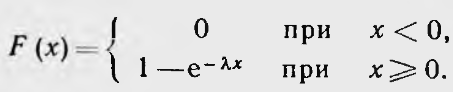 F (x) = { 0 при x < 0,
1 — e^{– λx} при x ⩾ 0.